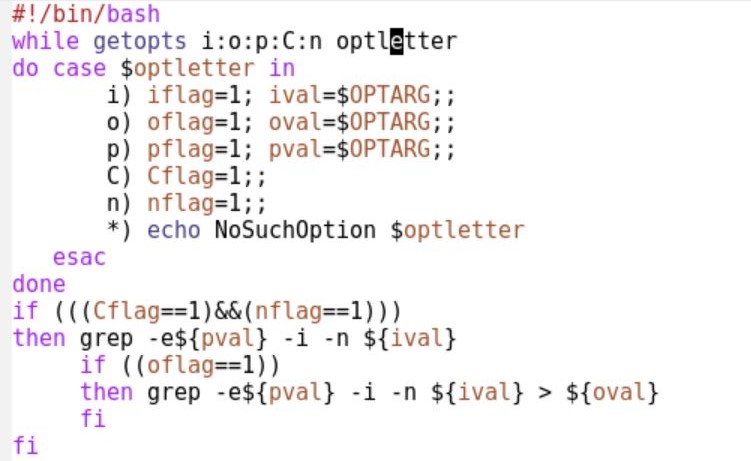 #!/bin/bash
while getopts i:o:p:C:n optletter
do case $optletter in
       i) iflag=1; ival=$OPTARG;;
       o) oflag=1; oval=$OPTARG;;
       p) pflag=1; pval=$OPTARG;;
       C) Cflag=1;;
       n) nflag=1;;
       *) echo NoSuchOption $optletter
   esac
done
if (((Cflag==1)&&(nflag==1)))
then grep -e${pval} -i -n ${ival}
     if ((oflag==1))
     then grep -e${pval} -i -n ${ival} > ${oval}
     fi
fi